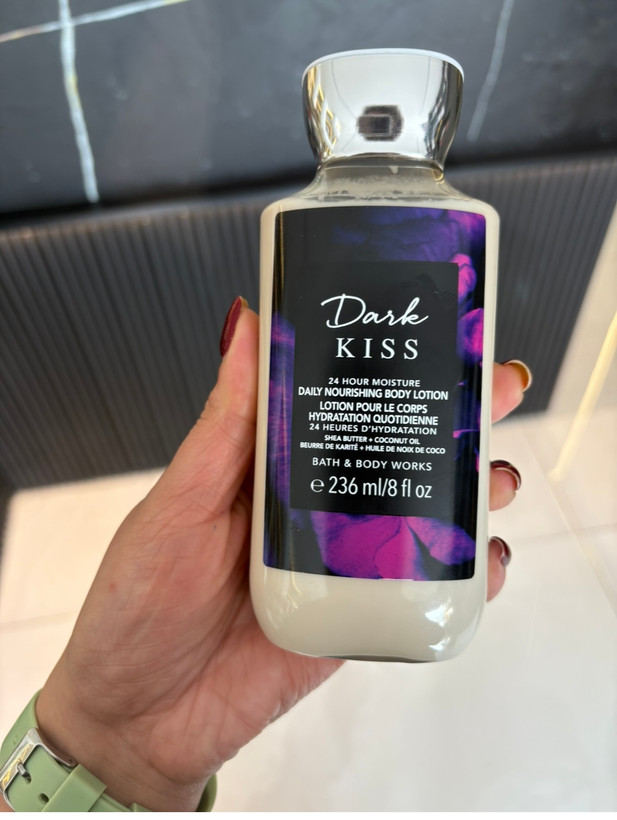 Dark
KISS
24 HOUR MOISTURE
DAILY NOURISHING BODY LOTION
LOTION POUR LE CORPS
HYDRATATION QUOTIDIENNE
24 HEURES D'HYDRATATION
SHEA BUTTER + COCONUT OIL
BEURRE DE KARITÉ + HUILE DE NOIX DE COCO
BATH & BODY WORKS
℮ 236 ml/8 fl oz